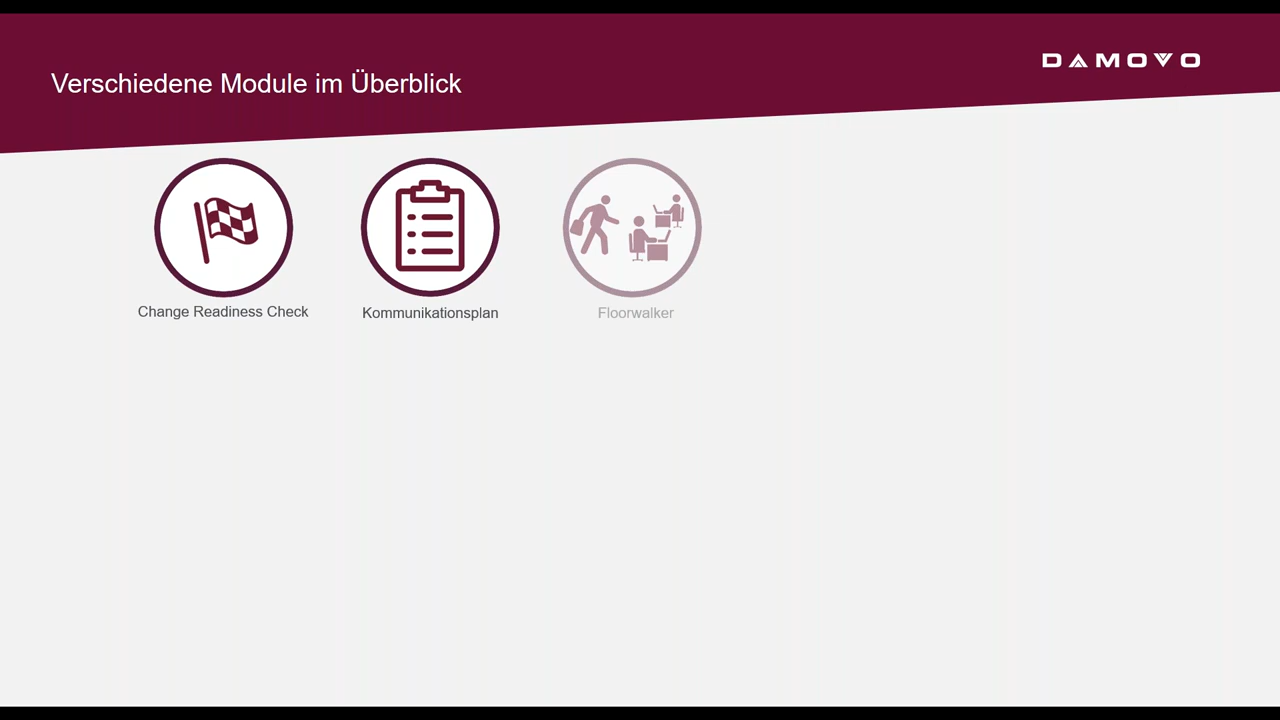 DAMOVO
Verschiedene Module im Überblick
Change Readiness Check
Kommunikationsplan
Floorwalker